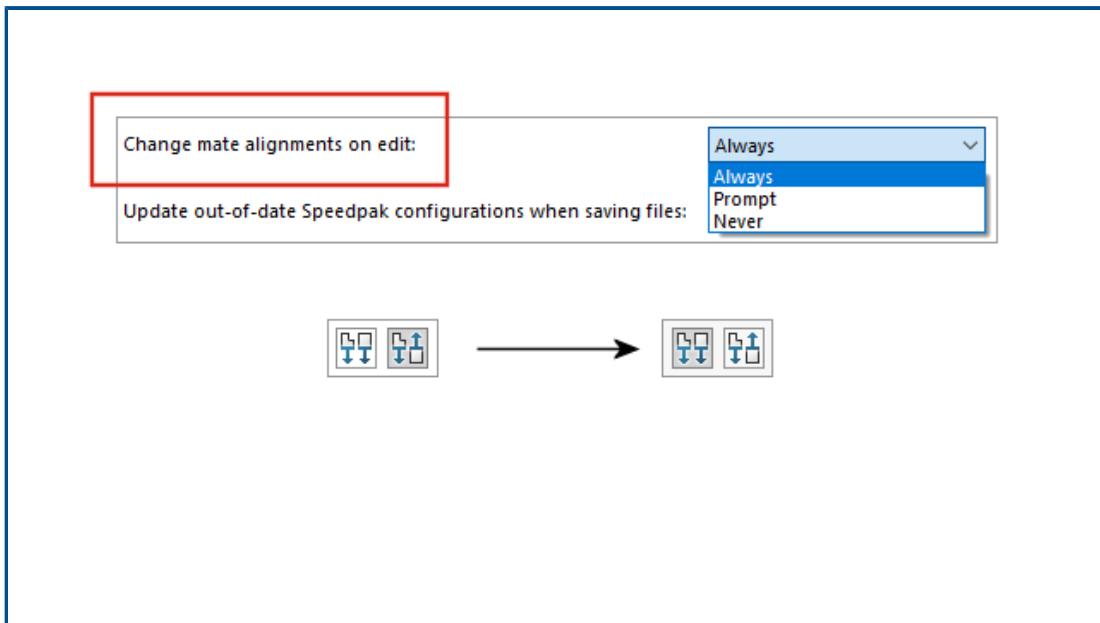 Change mate alignments on edit:
Always
Always
Prompt
Update out-of-date Speedpak configurations when saving files:
Never